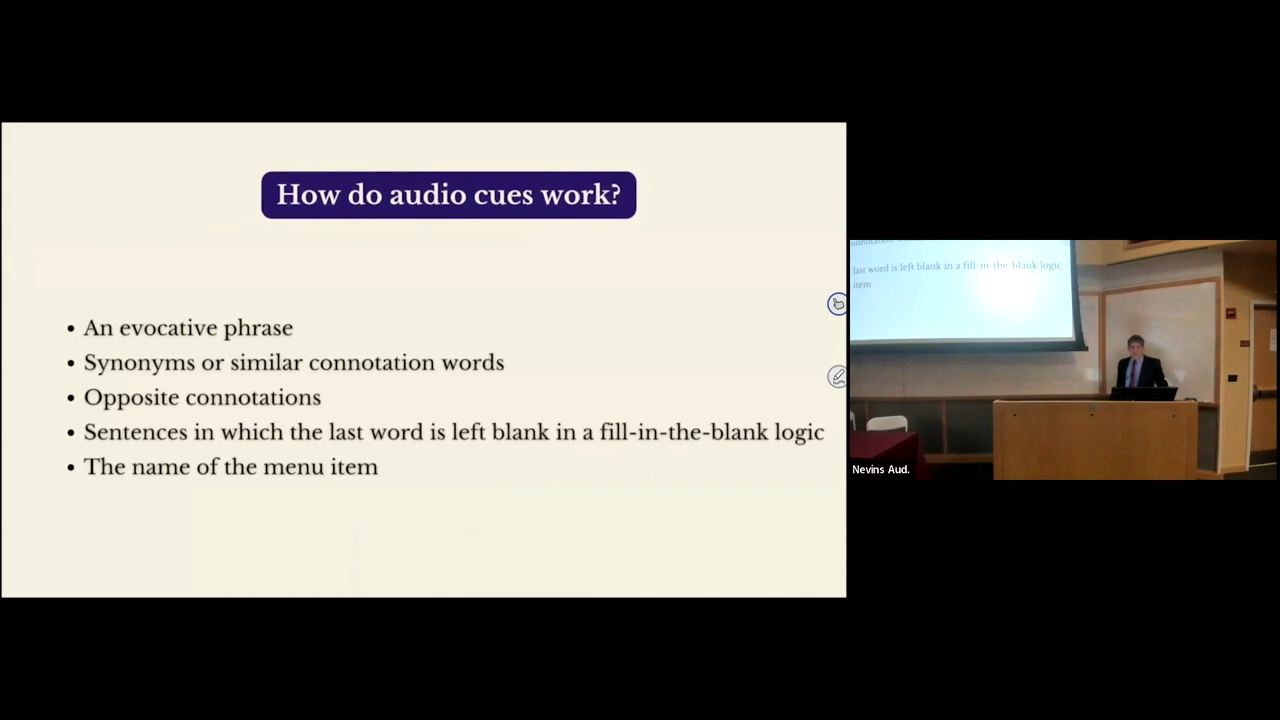 How do audio cues work?
• An evocative phrase
• Synonyms or similar connotation words
• Opposite connotations
• Sentences in which the last word is left blank in a fill-in-the-blank logic
• The name of the menu item
last word is left blank in a fill-in-the-blank logic
item
Nevins Aud.